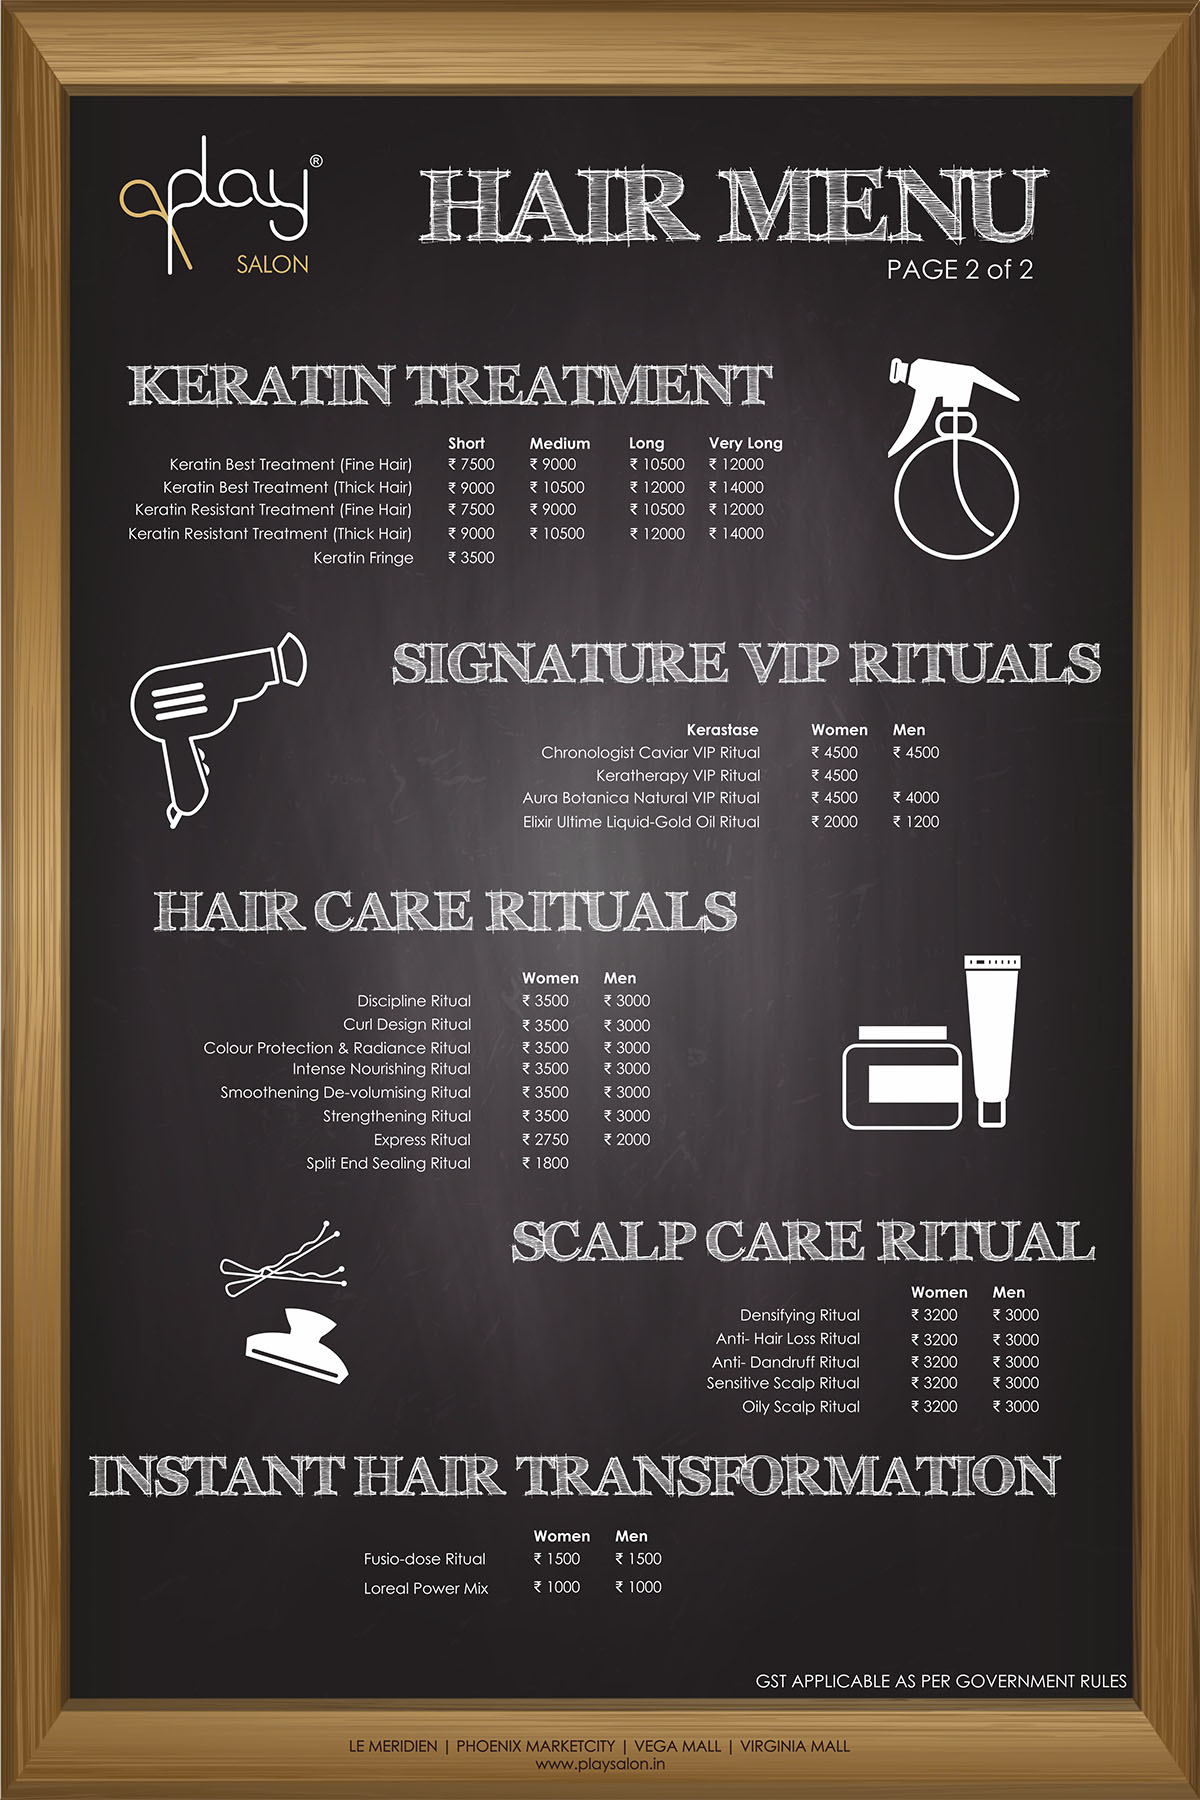 play®
SALON
HAIR MENU
PAGE 2 of 2
KERATIN TREATMENT
Short Medium Long Very Long
Keratin Best Treatment (Fine Hair) ₹ 7500 ₹ 9000 ₹ 10500 ₹ 12000
Keratin Best Treatment (Thick Hair) ₹ 9000 ₹ 10500 ₹ 12000 ₹ 14000
Keratin Resistant Treatment (Fine Hair) ₹ 7500 ₹ 9000 ₹ 10500 ₹ 12000
Keratin Resistant Treatment (Thick Hair) ₹ 9000 ₹ 10500 ₹ 12000 ₹ 14000
Keratin Fringe ₹ 3500
SIGNATURE VIP RITUALS
Kerastase Women Men
Chronologist Caviar VIP Ritual ₹ 4500 ₹ 4500
Keratherapy VIP Ritual ₹ 4500
Aura Botanica Natural VIP Ritual ₹ 4500 ₹ 4000
Elixir Ultime Liquid-Gold Oil Ritual ₹ 2000 ₹ 1200
HAIR CARE RITUALS
Women Men
Discipline Ritual ₹ 3500 ₹ 3000
Curl Design Ritual ₹ 3500 ₹ 3000
Colour Protection & Radiance Ritual ₹ 3500 ₹ 3000
Intense Nourishing Ritual ₹ 3500 ₹ 3000
Smoothening De-volumising Ritual ₹ 3500 ₹ 3000
Strengthening Ritual ₹ 3500 ₹ 3000
Express Ritual ₹ 2750 ₹ 2000
Split End Sealing Ritual ₹ 1800
SCALP CARE RITUAL
Women Men
Densifying Ritual ₹ 3200 ₹ 3000
Anti- Hair Loss Ritual ₹ 3200 ₹ 3000
Anti- Dandruff Ritual ₹ 3200 ₹ 3000
Sensitive Scalp Ritual ₹ 3200 ₹ 3000
Oily Scalp Ritual ₹ 3200 ₹ 3000
INSTANT HAIR TRANSFORMATION
Women Men
Fusio-dose Ritual ₹ 1500 ₹ 1500
Loreal Power Mix ₹ 1000 ₹ 1000
GST APPLICABLE AS PER GOVERNMENT RULES
LE MERIDIEN | PHOENIX MARKETCITY | VEGA MALL | VIRGINIA MALL
www.playsalon.in